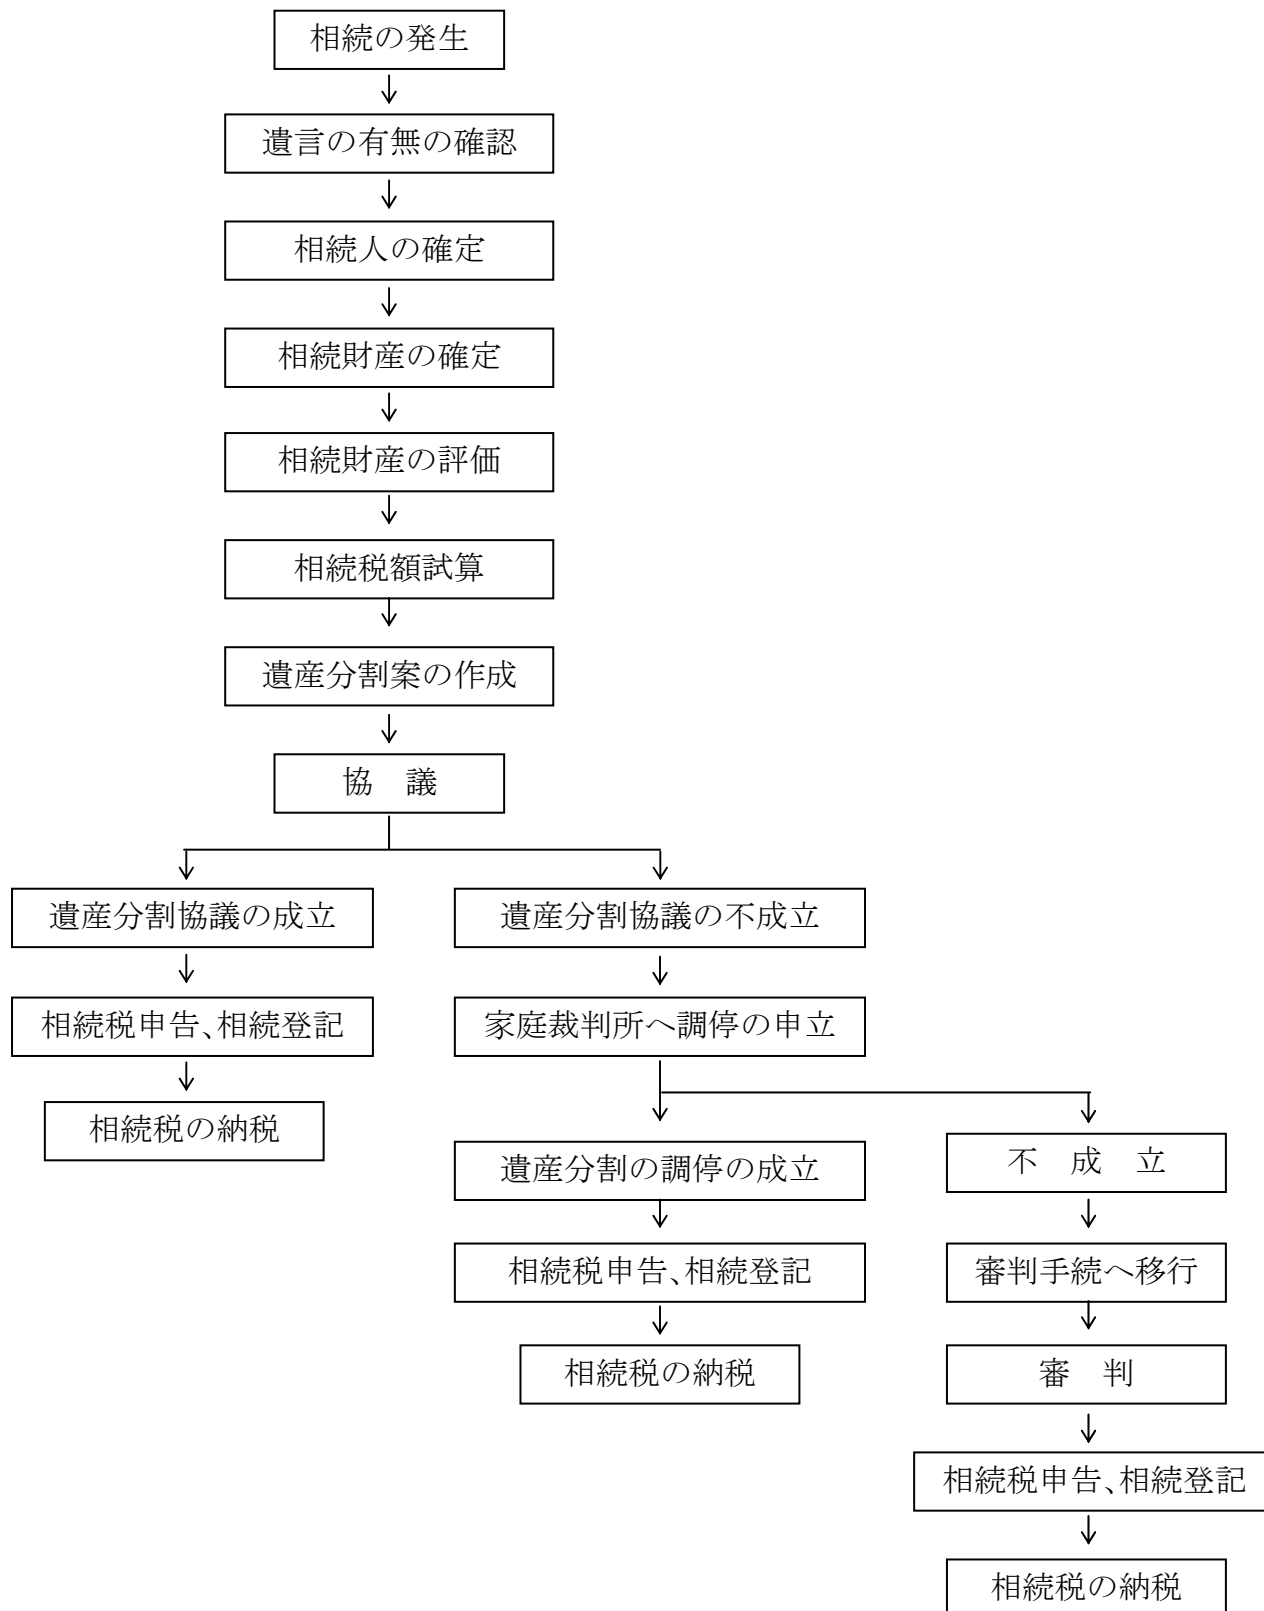 相続の発生
遺言の有無の確認
相続人の確定
相続財産の確定
相続財産の評価
相続税額試算
遺産分割案の作成
協　議
遺産分割協議の成立
遺産分割協議の不成立
相続税申告、相続登記
家庭裁判所へ調停の申立
相続税の納税
遺産分割の調停の成立
不　成　立
相続税申告、相続登記
審判手続へ移行
相続税の納税
審　判
相続税申告、相続登記
相続税の納税